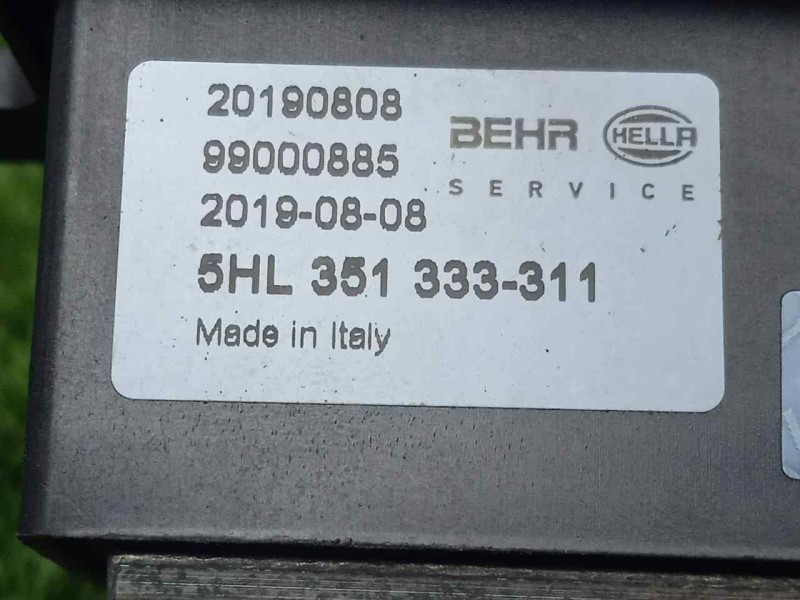 20190808
99000885
2019-08-08
5HL 351 333-311
Made in Italy
BEHR HELLA
SERVICE